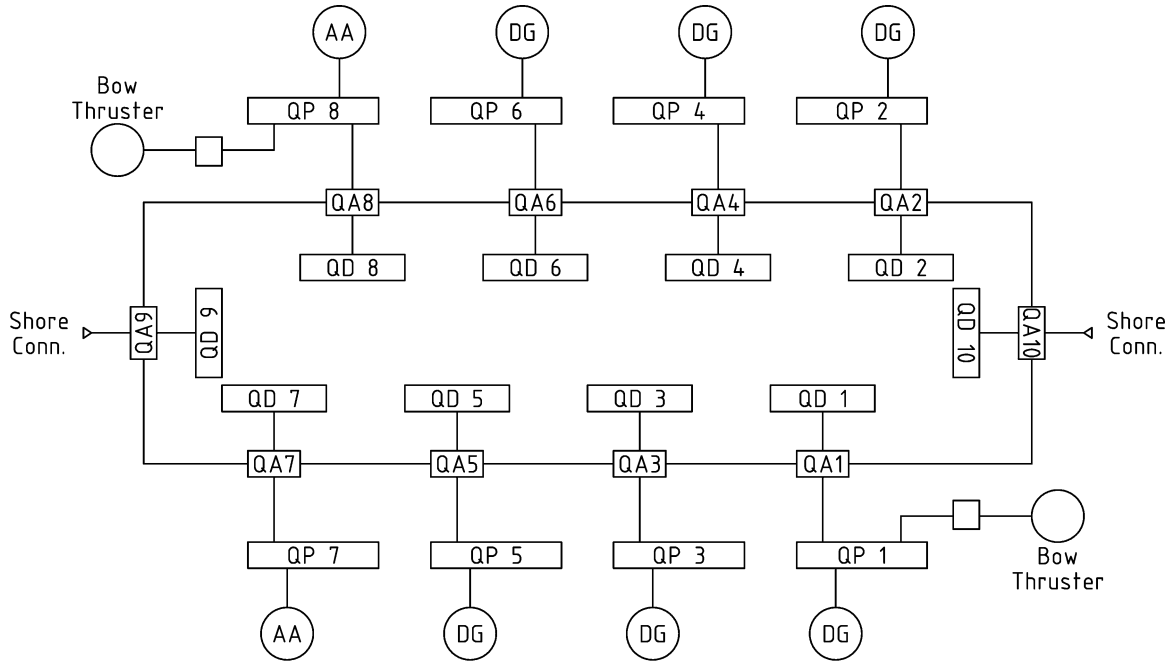 AA
DG
DG
DG
Bow
Thruster
QP 8
QP 6
QP 4
QP 2
QA8
QA6
QA4
QA2
QD 8
QD 6
QD 4
QD 2
Shore
Conn.
QA9
QD 9
QD 10
QA10
Shore
Conn.
QD 7
QD 5
QD 3
QD 1
QA7
QA5
QA3
QA1
QP 7
QP 5
QP 3
QP 1
Bow
Thruster
AA
DG
DG
DG